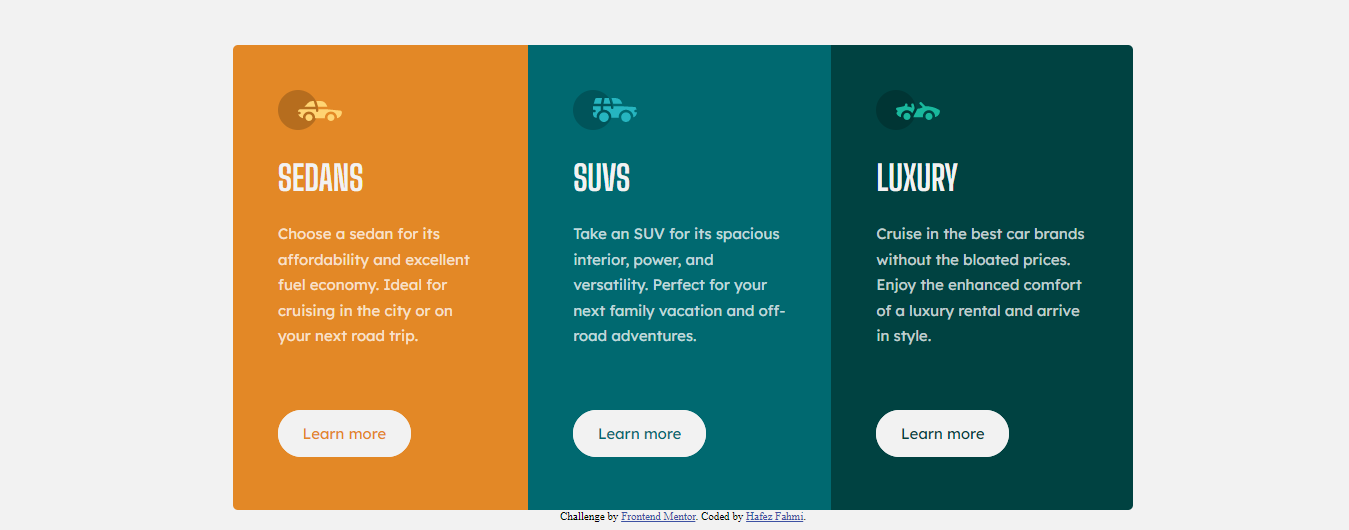 SEDANS
Choose a sedan for its
affordability and excellent
fuel economy. Ideal for
cruising in the city or on
your next road trip.
Learn more
SUVS
Take an SUV for its spacious
interior, power, and
versatility. Perfect for your
next family vacation and off-
road adventures.
Learn more
LUXURY
Cruise in the best car brands
without the bloated prices.
Enjoy the enhanced comfort
of a luxury rental and arrive
in style.
Learn more
Challenge by Frontend Mentor. Coded by Hafez Fahmi.